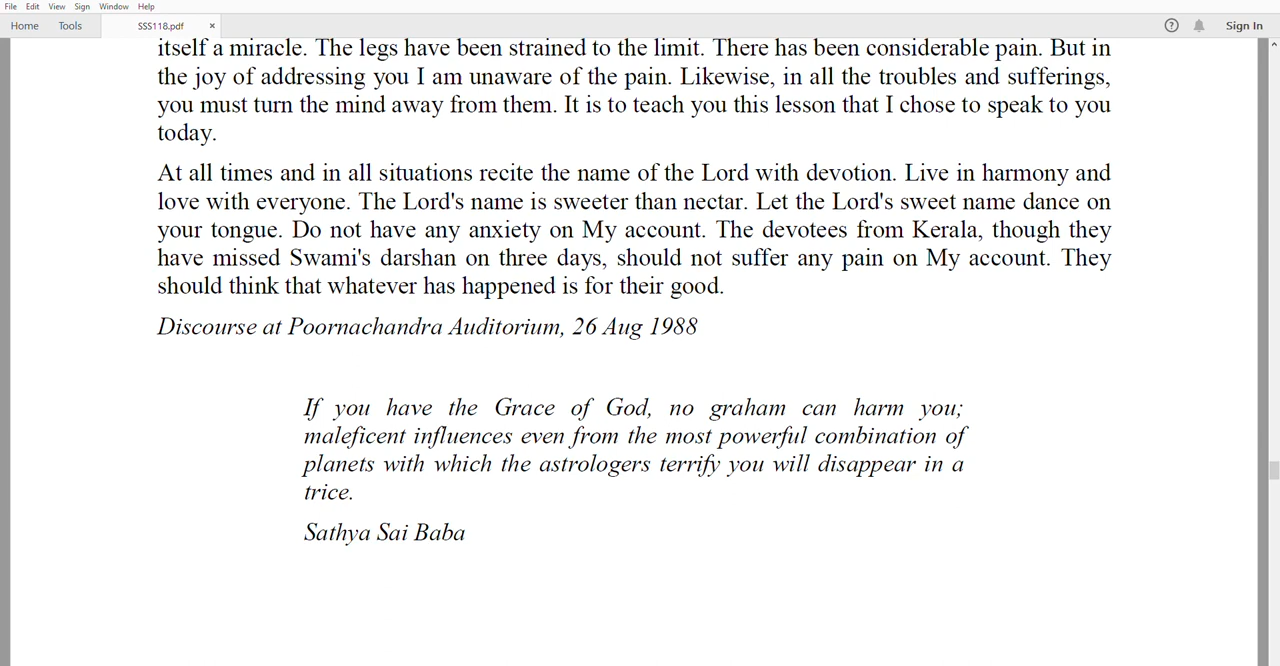 File Edit View Sign Window Help
Home Tools SSS118.pdf × ? Sign In
itself a miracle. The legs have been strained to the limit. There has been considerable pain. But in
the joy of addressing you I am unaware of the pain. Likewise, in all the troubles and sufferings,
you must turn the mind away from them. It is to teach you this lesson that I chose to speak to you
today.
At all times and in all situations recite the name of the Lord with devotion. Live in harmony and
love with everyone. The Lord's name is sweeter than nectar. Let the Lord's sweet name dance on
your tongue. Do not have any anxiety on My account. The devotees from Kerala, though they
have missed Swami's darshan on three days, should not suffer any pain on My account. They
should think that whatever has happened is for their good.
Discourse at Poornachandra Auditorium, 26 Aug 1988
If you have the Grace of God, no graham can harm you;
maleficent influences even from the most powerful combination of
planets with which the astrologers terrify you will disappear in a
trice.
Sathya Sai Baba